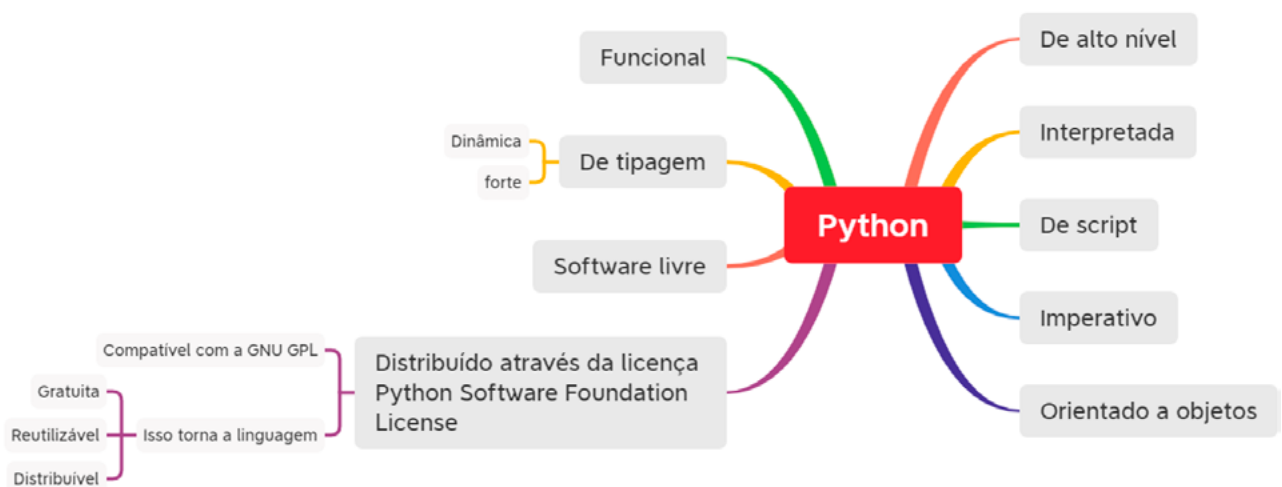 Python
De alto nível
Interpretada
De script
Imperativo
Orientado a objetos
Funcional
De tipagem
Dinâmica
forte
Software livre
Distribuído através da licença
Python Software Foundation
License
Compatível com a GNU GPL
Isso torna a linguagem
Gratuita
Reutilizável
Distribuível